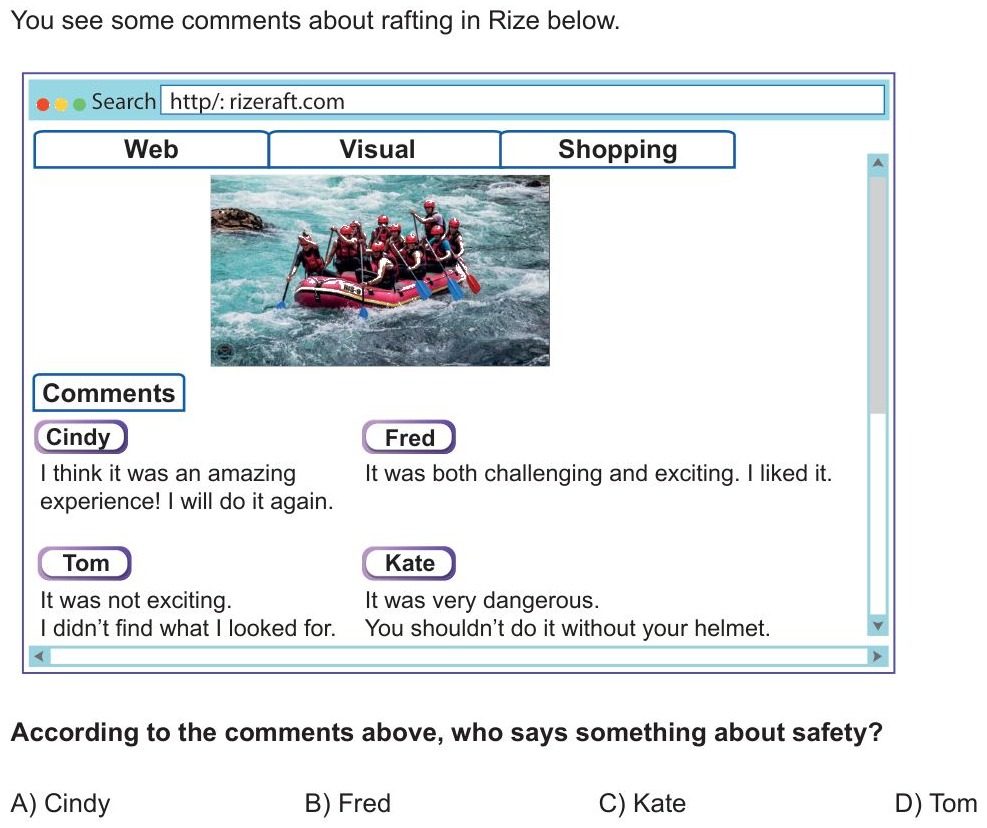 You see some comments about rafting in Rize below.
Search http/: rizeraft.com
Web Visual Shopping
Comments
Cindy
I think it was an amazing
experience! I will do it again.
Fred
It was both challenging and exciting. I liked it.
Tom
It was not exciting.
I didn't find what I looked for.
Kate
It was very dangerous.
You shouldn't do it without your helmet.
According to the comments above, who says something about safety?
A) Cindy B) Fred C) Kate D) Tom